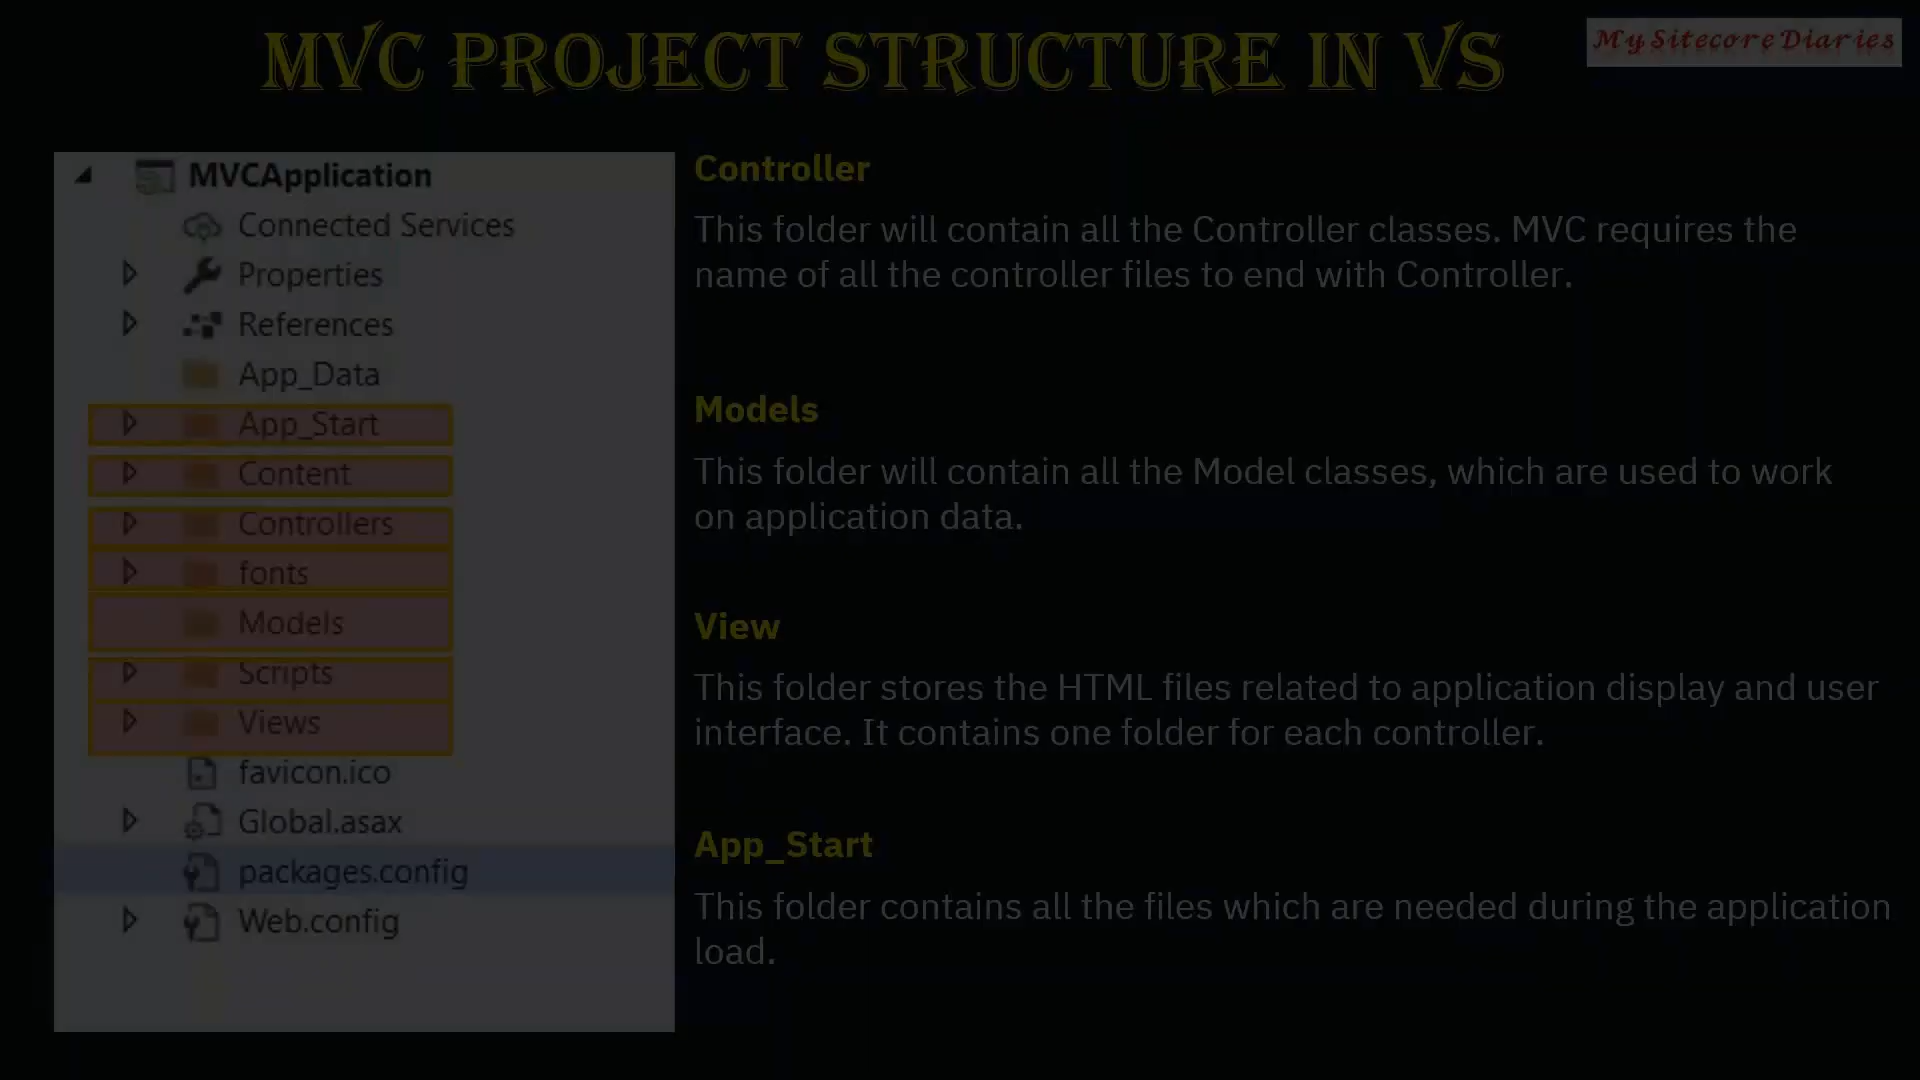 MVC PROJECT STRUCTURE IN VS
MySitecoreDiaries
MVCApplication
Connected Services
Properties
References
App_Data
App_Start
Content
Controllers
fonts
Models
Scripts
Views
favicon.ico
Global.asax
packages.config
Web.config
Controller
This folder will contain all the Controller classes. MVC requires the
name of all the controller files to end with Controller.
Models
This folder will contain all the Model classes, which are used to work
on application data.
View
This folder stores the HTML files related to application display and user
interface. It contains one folder for each controller.
App_Start
This folder contains all the files which are needed during the application
load.